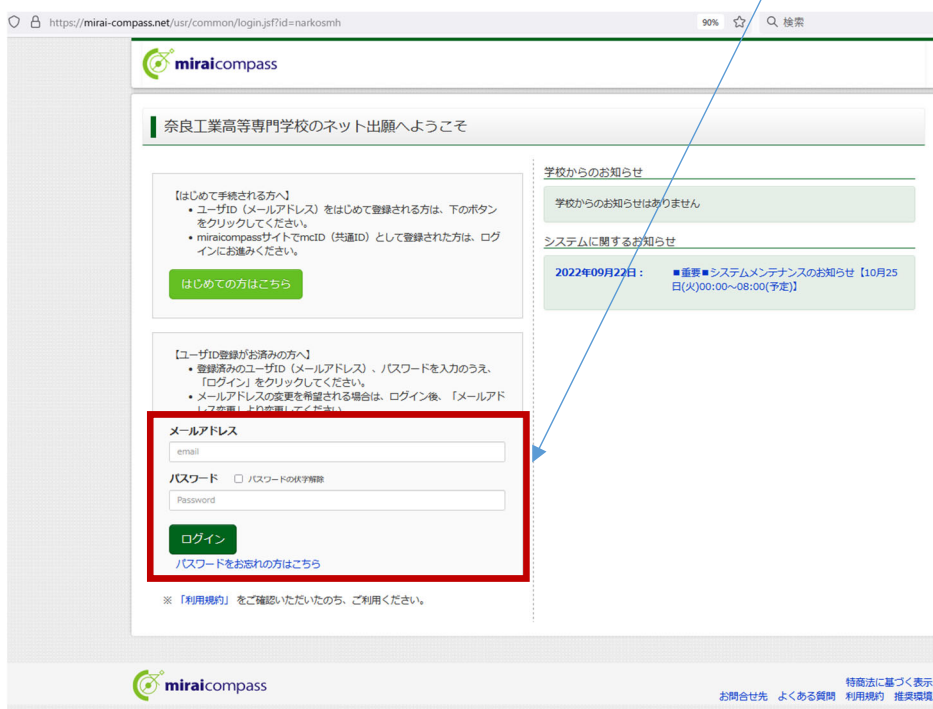 https://mirai-compass.net/usr/common/login.jsf?id=narkosmh
90%
検索
miraicompass
奈良工業高等専門学校のネット出願へようこそ
【はじめて手続される方へ】
• ユーザID（メールアドレス）をはじめて登録される方は、下のボタン
をクリックしてください。
• miraicompassサイトでmcID（共通ID）として登録された方は、ログ
インにお進みください。
はじめての方はこちら
【ユーザID登録がお済みの方へ】
• 登録済みのユーザID（メールアドレス）、パスワードを入力のうえ、
「ログイン」をクリックしてください。
• メールアドレスの変更を希望される場合は、ログイン後、「メールアド
レス変更」より変更してください
メールアドレス
email
パスワード パスワードの伏字解除
Password
ログイン
パスワードをお忘れの方はこちら
※ 「利用規約」 をご確認いただいたのち、ご利用ください。
学校からのお知らせ
学校からのお知らせはありません
システムに関するお知らせ
2022年09月22日： ■重要■システムメンテナンスのお知らせ【10月25
日(火)00:00～08:00(予定)】
miraicompass
特商法に基づく表示
お問合せ先 よくある質問 利用規約 推奨環境